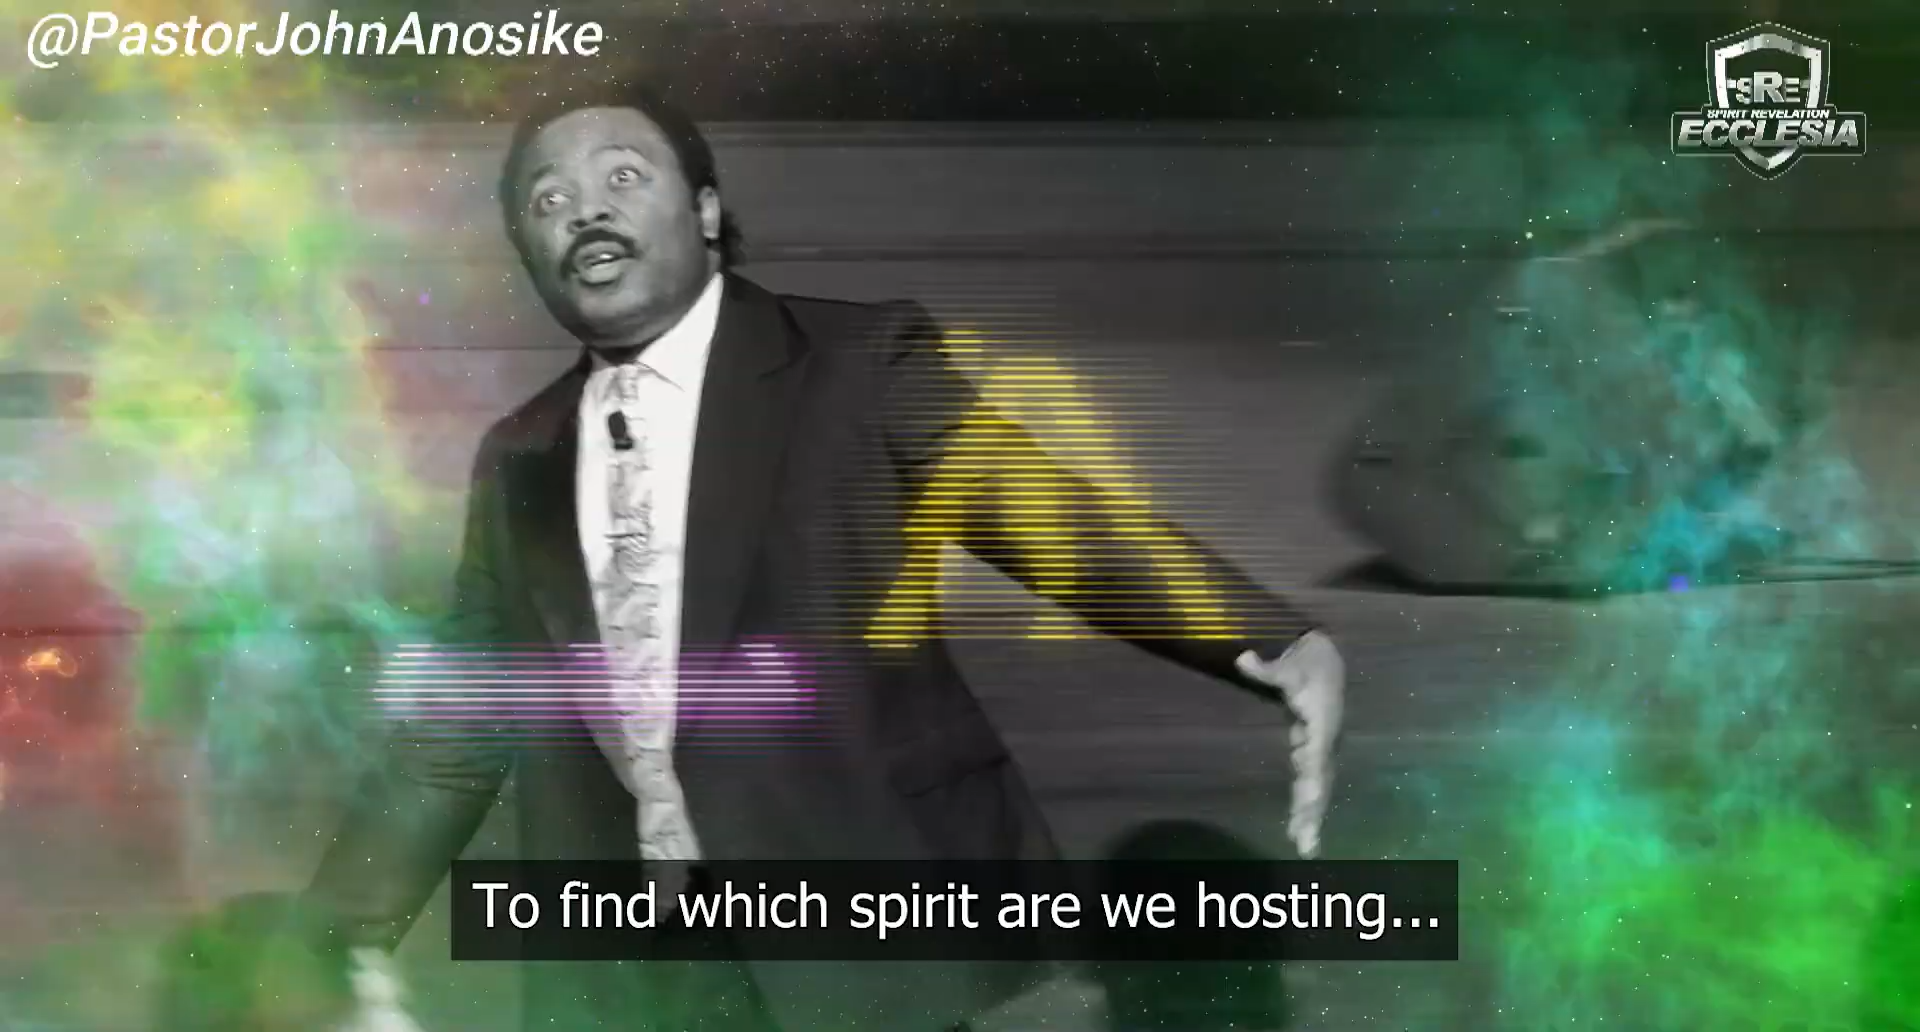 @PastorJohnAnosike
SRE
SPIRIT REVELATION
ECCLESIA
To find which spirit are we hosting...